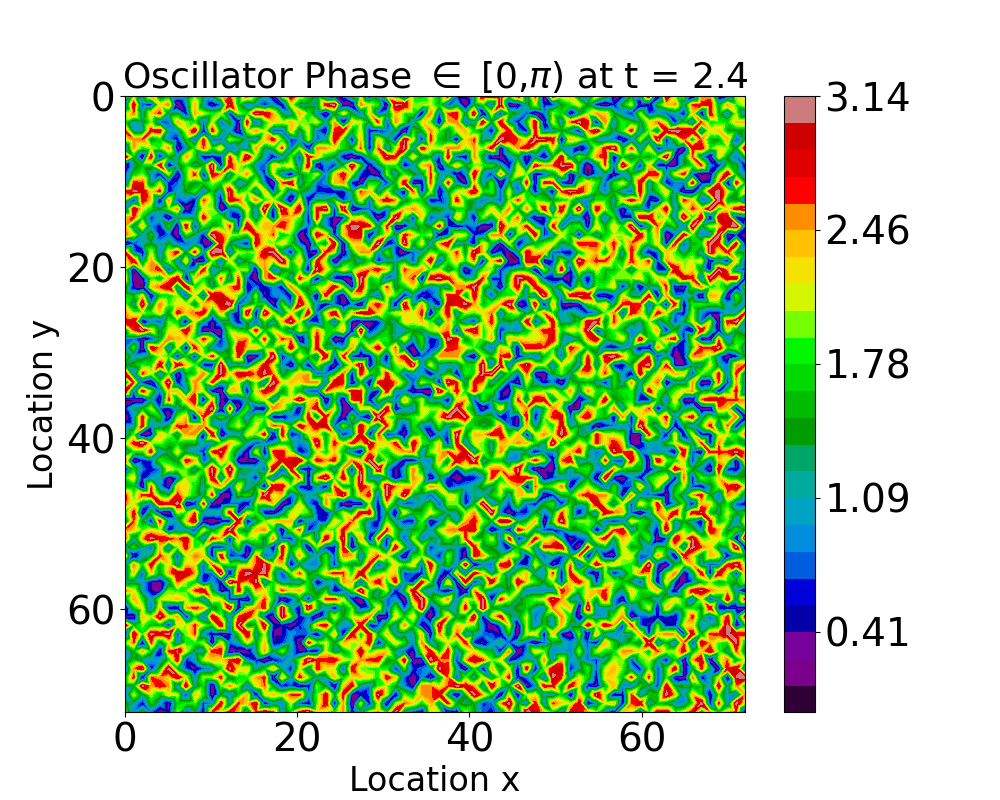 Oscillator Phase ∈ [0,π) at t = 2.4
0
20
40
60
Location y
0 20 40 60
Location x
3.14
2.46
1.78
1.09
0.41